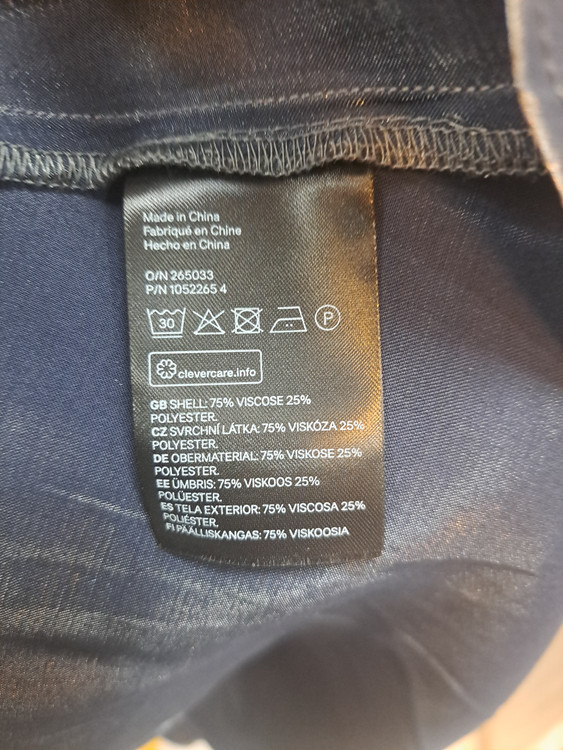 Made in China
Fabriqué en Chine
Hecho en China
O/N 265033
P/N 1052265 4
30
P
clevercare.info
GB SHELL: 75% VISCOSE 25%
POLYESTER.
CZ SVRCHNÍ LÁTKA: 75% VISKÓZA 25%
POLYESTER.
DE OBERMATERIAL: 75% VISKOSE 25%
POLYESTER.
EE ÜMBRIS: 75% VISKOOS 25%
POLÜESTER.
ES TELA EXTERIOR: 75% VISCOSA 25%
POLIÉSTER.
FI PÄÄLLISKANGAS: 75% VISKOOSIA